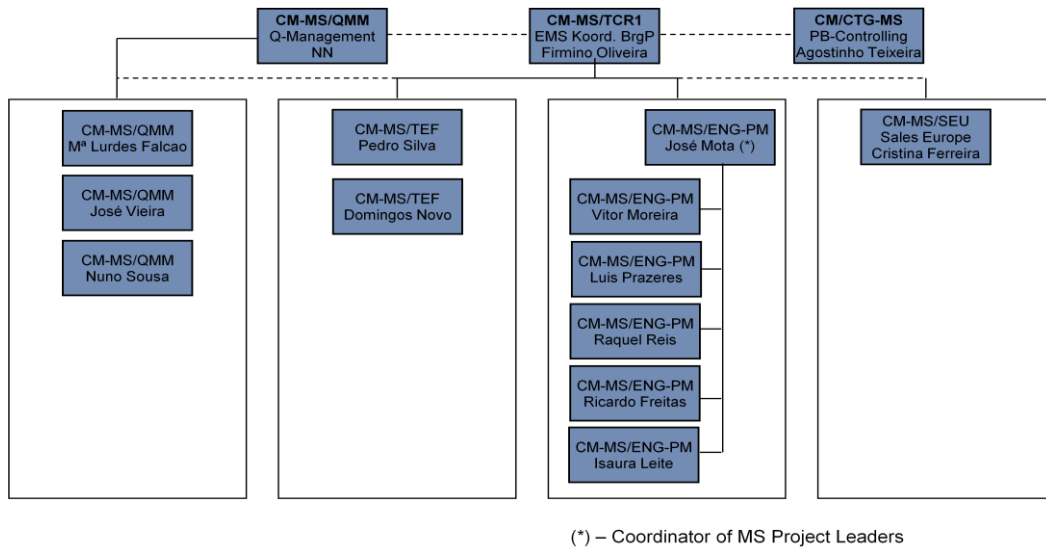 CM-MS/QMM
Q-Management
NN
CM-MS/TCR1
EMS Koord. BrgP
Firmino Oliveira
CM/CTG-MS
PB-Controlling
Agostinho Teixeira
CM-MS/QMM
Mª Lurdes Falcao
CM-MS/QMM
José Vieira
CM-MS/QMM
Nuno Sousa
CM-MS/TEF
Pedro Silva
CM-MS/TEF
Domingos Novo
CM-MS/ENG-PM
José Mota (*)
CM-MS/ENG-PM
Vitor Moreira
CM-MS/ENG-PM
Luis Prazeres
CM-MS/ENG-PM
Raquel Reis
CM-MS/ENG-PM
Ricardo Freitas
CM-MS/ENG-PM
Isaura Leite
CM-MS/SEU
Sales Europe
Cristina Ferreira
(*) – Coordinator of MS Project Leaders